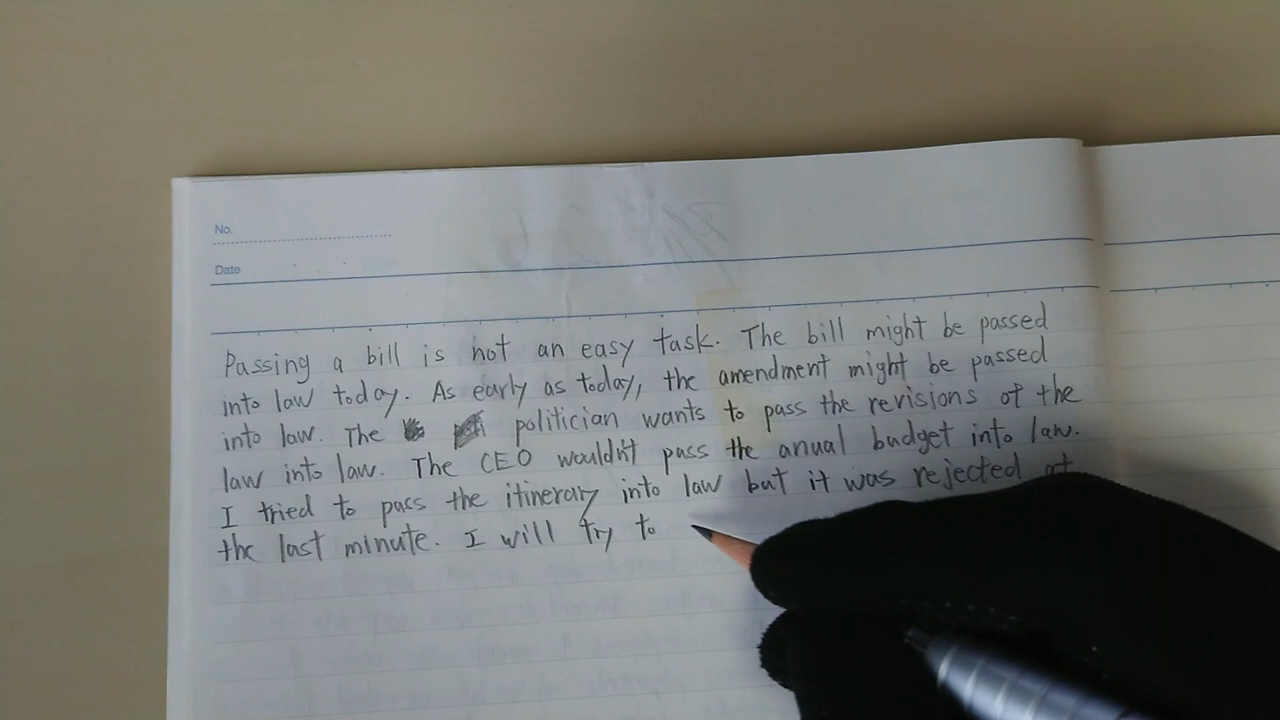 No.
Date
Passing a bill is not an easy task. The bill might be passed
into law today. As early as today, the amendment might be passed
into law. The politician wants to pass the revisions of the
law into law. The CEO wouldn't pass the anual budget into law.
I tried to pass the itinerary into law but it was rejected at
the last minute. I will try to